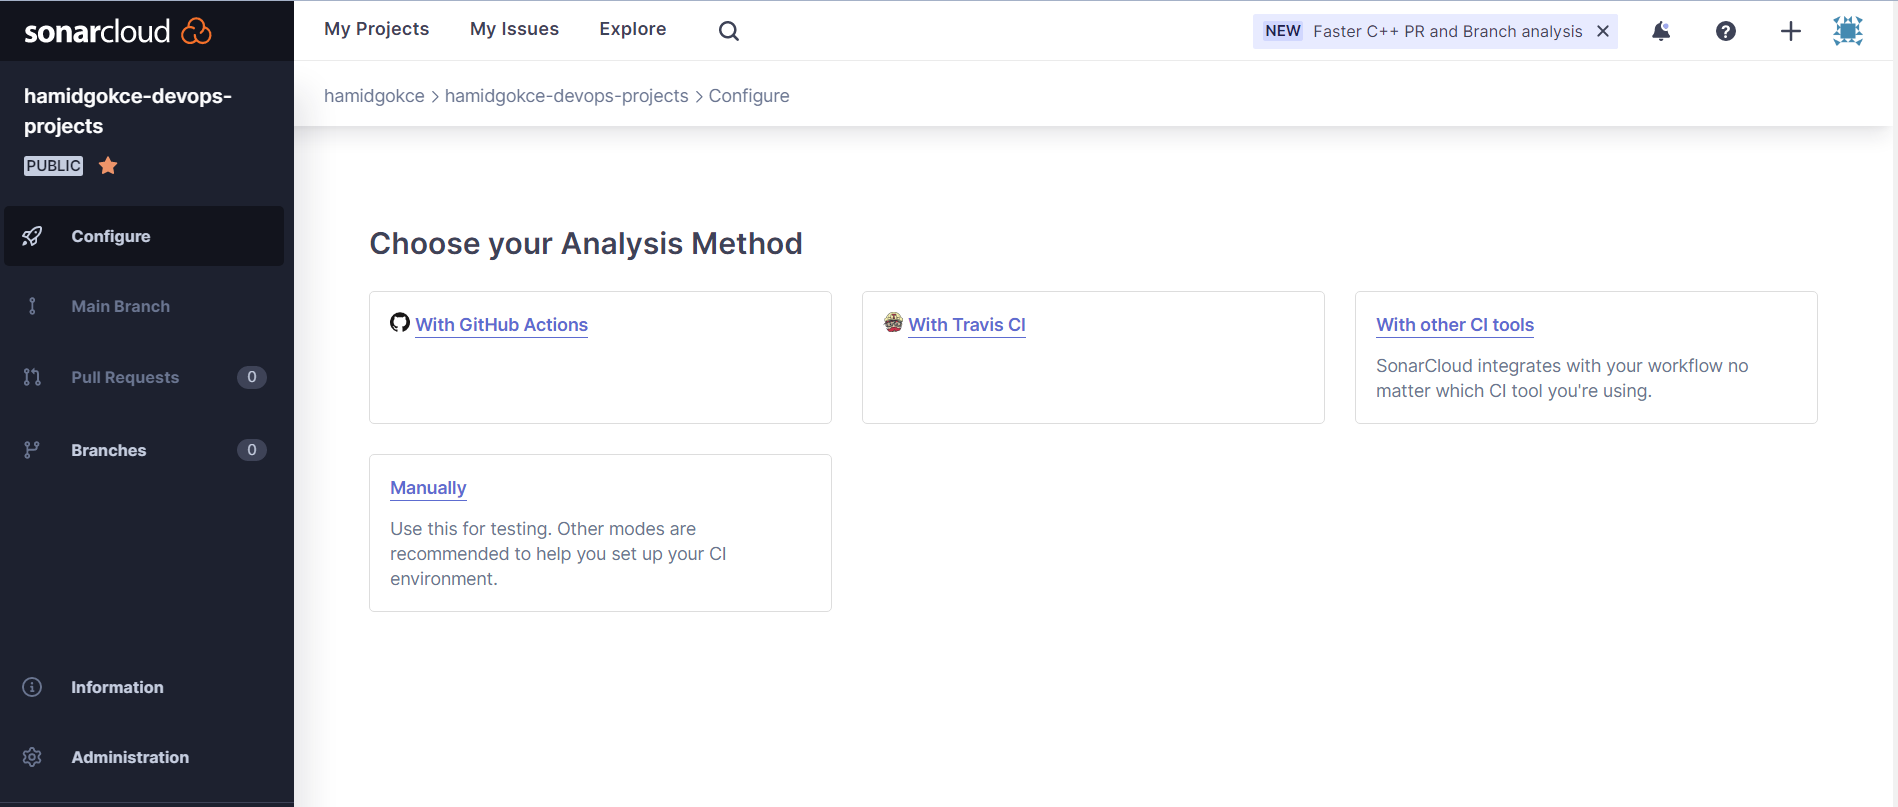 sonarcloud
My Projects
My Issues
Explore
NEW Faster C++ PR and Branch analysis
hamidgokce-devops-
projects
PUBLIC
Configure
Main Branch
Pull Requests 0
Branches 0
Information
Administration
hamidgokce > hamidgokce-devops-projects > Configure
Choose your Analysis Method
With GitHub Actions
With Travis CI
With other CI tools
SonarCloud integrates with your workflow no
matter which CI tool you're using.
Manually
Use this for testing. Other modes are
recommended to help you set up your CI
environment.